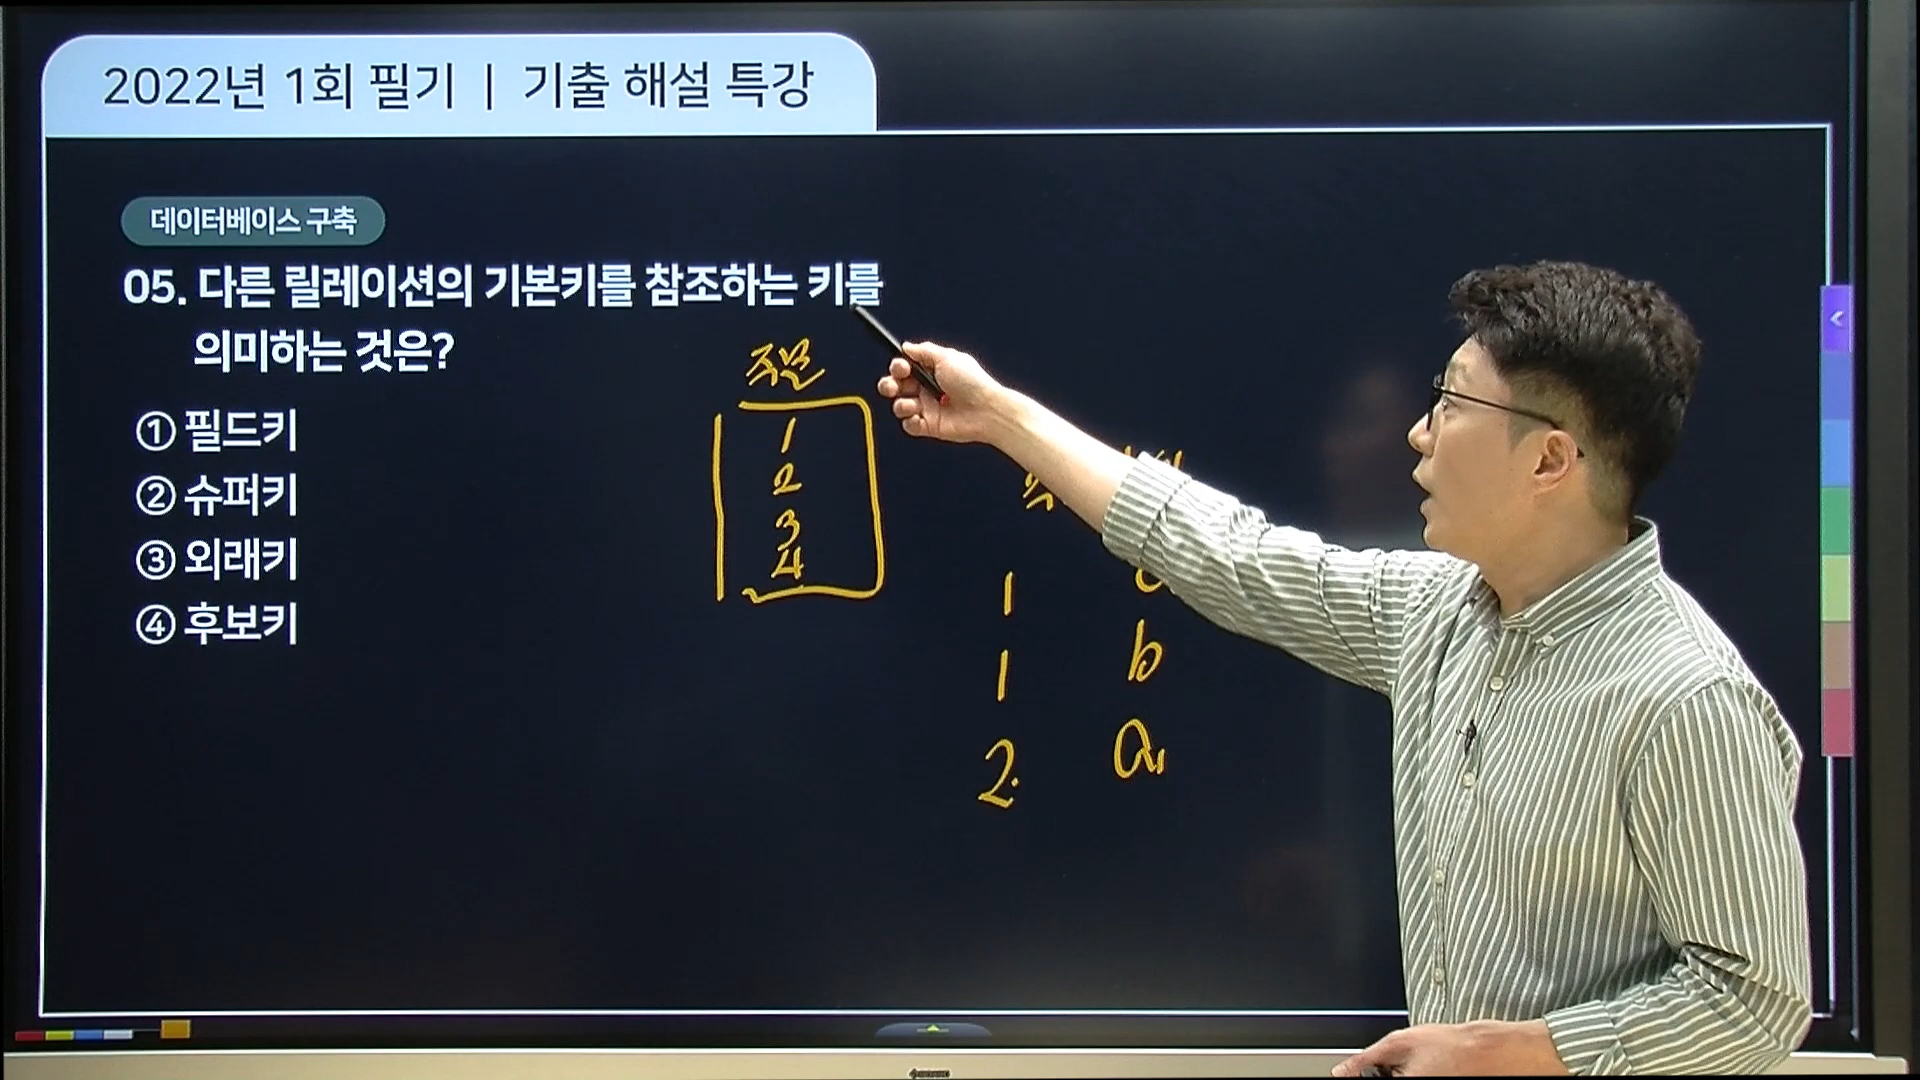 2022년 1회 필기 | 기출 해설 특강
데이터베이스 구축
05. 다른 릴레이션의 기본키를 참조하는 키를
의미하는 것은?
① 필드키
② 슈퍼키
③ 외래키
④ 후보키
주문
1
2
3
4
1
1 b
2 a